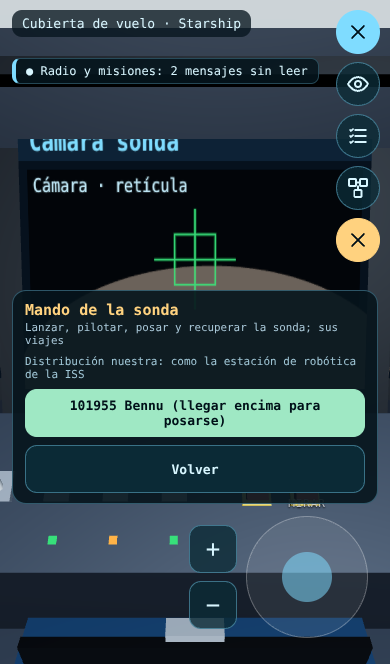 Cubierta de vuelo · Starship
● Radio y misiones: 2 mensajes sin leer
Cámara sonda
Cámara · retícula
Mando de la sonda
Lanzar, pilotar, posar y recuperar la sonda; sus
viajes
Distribución nuestra: como la estación de robótica
de la ISS
101955 Bennu (llegar encima para
posarse)
Volver
+
−